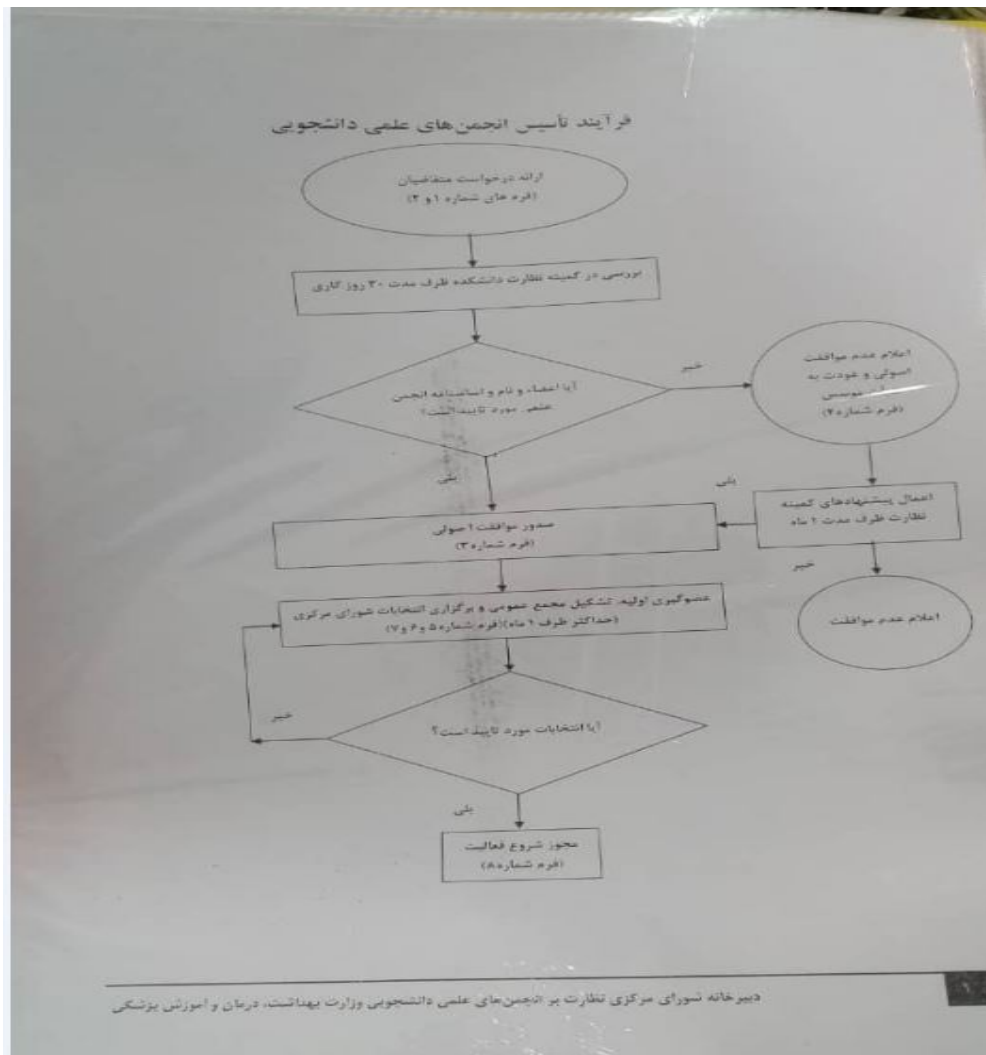 فرآیند تأسیس انجمن‌های علمی دانشجویی
ارائه درخواست متقاضیان
(فرم های شماره ۱ و ۲)
بررسی در کمیته نظارت دانشکده ظرف مدت ۳۰ روز کاری
آیا اعضاء و نام و اساسنامه انجمن
علمی مورد تایید است؟
خیر
اعلام عدم موافقت
اصولی و عودت به
موسس
(فرم شماره ۴)
بلی
اعمال پیشنهادهای کمیته
نظارت ظرف مدت ۱ ماه
بلی
صدور موافقت اصولی
(فرم شماره ۳)
خیر
اعلام عدم موافقت
عضوگیری اولیه، تشکیل مجمع عمومی و برگزاری انتخابات شورای مرکزی
(حداکثر ظرف ماه)(فرم شماره ۵ و ۶ و ۷)
آیا انتخابات مورد تایید است؟
خیر
بلی
مجوز شروع فعالیت
(فرم شماره ۸)
دبیرخانه شورای مرکزی نظارت بر انجمن‌های علمی دانشجویی وزارت بهداشت، درمان و آموزش پزشکی